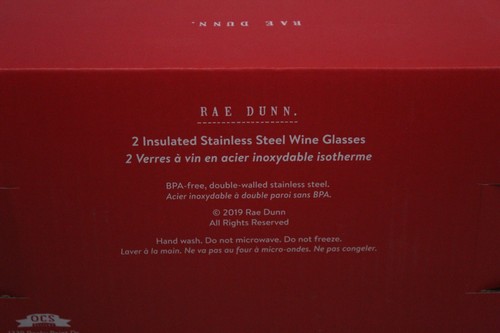 RAE DUNN.
RAE DUNN.
2 Insulated Stainless Steel Wine Glasses
2 Verres à vin en acier inoxydable isotherme
BPA-free, double-walled stainless steel.
Acier inoxydable à double paroi sans BPA.
© 2019 Rae Dunn
All Rights Reserved
Hand wash. Do not microwave. Do not freeze.
Laver à la main. Ne va pas au four à micro-ondes. Ne pas congeler.
OCS